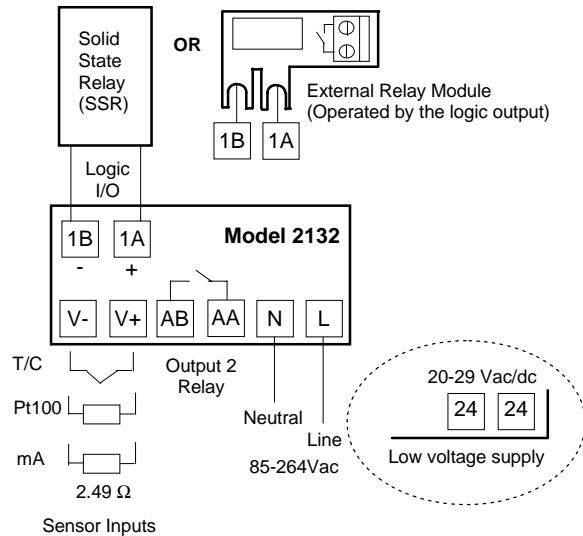 Solid
State
Relay
(SSR)
OR
External Relay Module
(Operated by the logic output)
1B 1A
Logic
I/O
1B 1A
- +
Model 2132
V- V+ AB AA N L
T/C
Output 2
Relay
Pt100
mA
2.49 Ω
Sensor Inputs
Neutral
Line
85-264Vac
20-29 Vac/dc
24 24
Low voltage supply